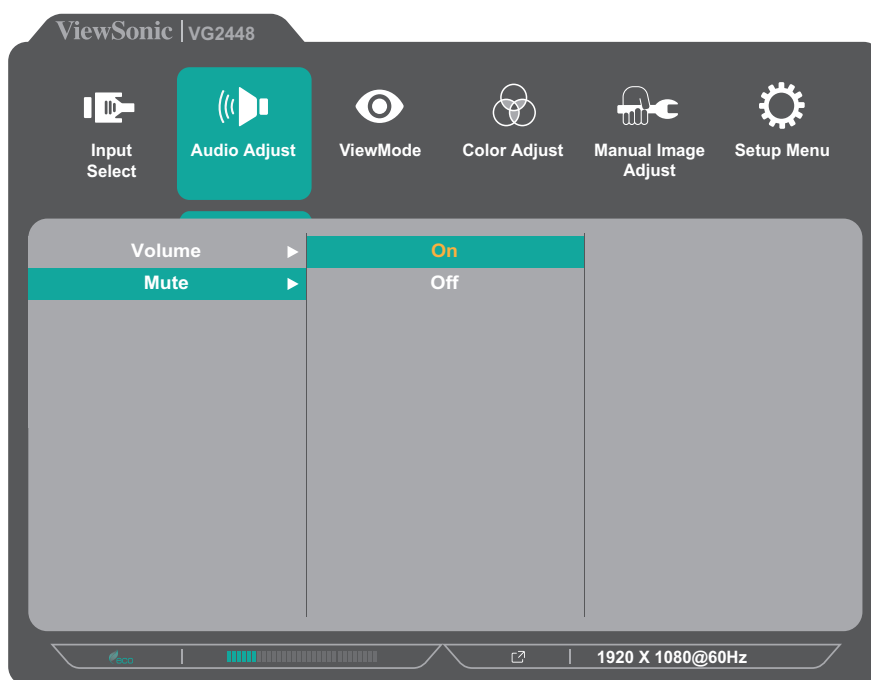 ViewSonic | VG2448
Input Select
Audio Adjust
ViewMode
Color Adjust
Manual Image Adjust
Setup Menu
Volume
On
Mute
Off
eco
1920 X 1080@60Hz